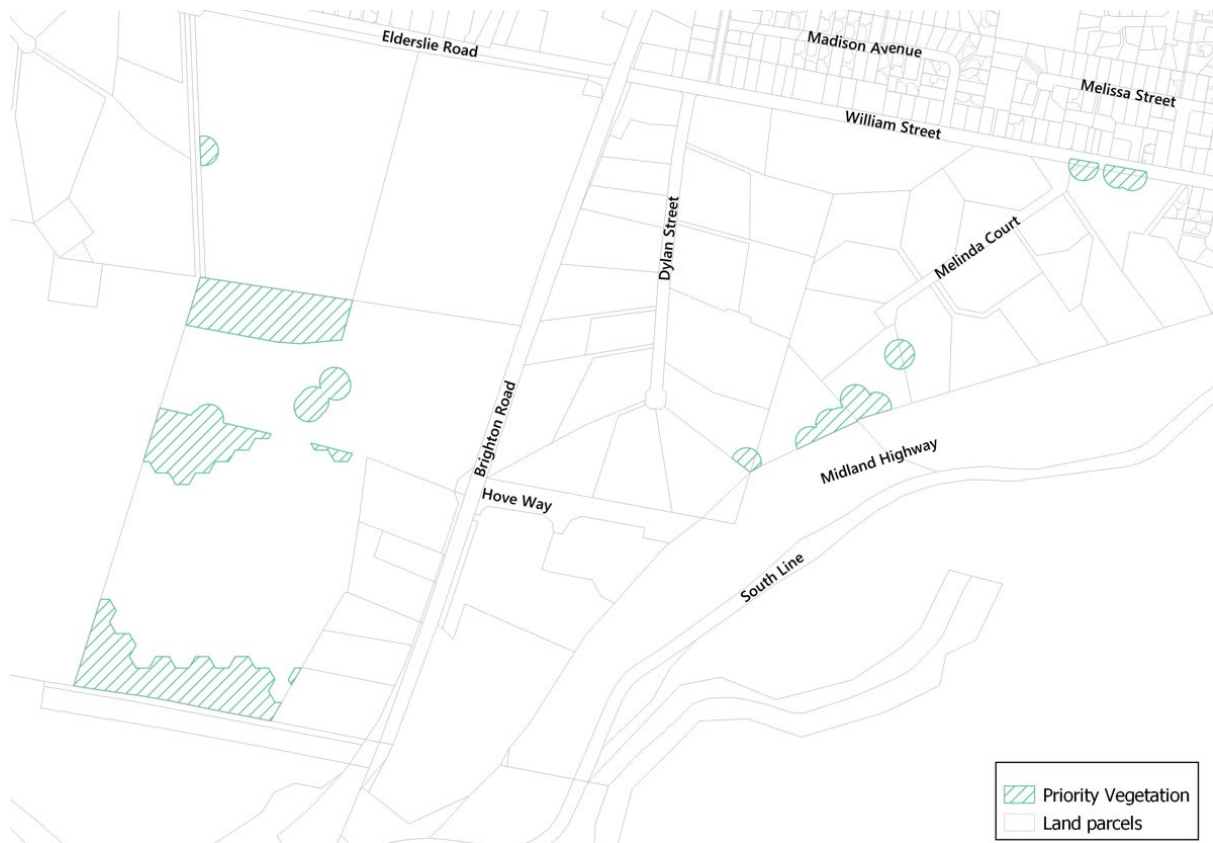 Elderslie Road
Madison Avenue
Melissa Street
William Street
Dylan Street
Melinda Court
Brighton Road
Midland Highway
Hove Way
South Line
Priority Vegetation
Land parcels